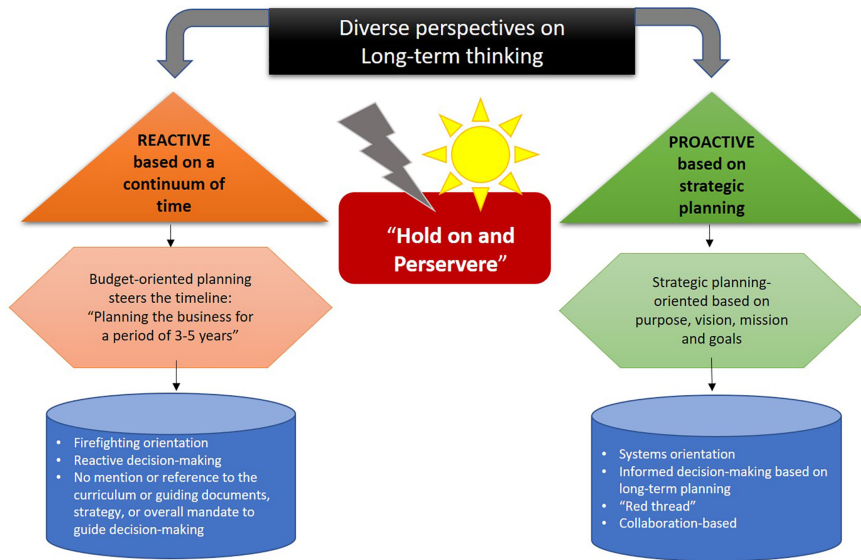 Diverse perspectives on
Long-term thinking
REACTIVE
based on a
continuum of
time
PROACTIVE
based on
strategic
planning
“Hold on and
Perservere”
Budget-oriented planning
steers the timeline:
“Planning the business for
a period of 3-5 years”
Strategic planning-
oriented based on
purpose, vision, mission
and goals
• Firefighting orientation
• Reactive decision-making
• No mention or reference to the
curriculum or guiding documents,
strategy, or overall mandate to
guide decision-making
• Systems orientation
• Informed decision-making based on
long-term planning
• “Red thread”
• Collaboration-based